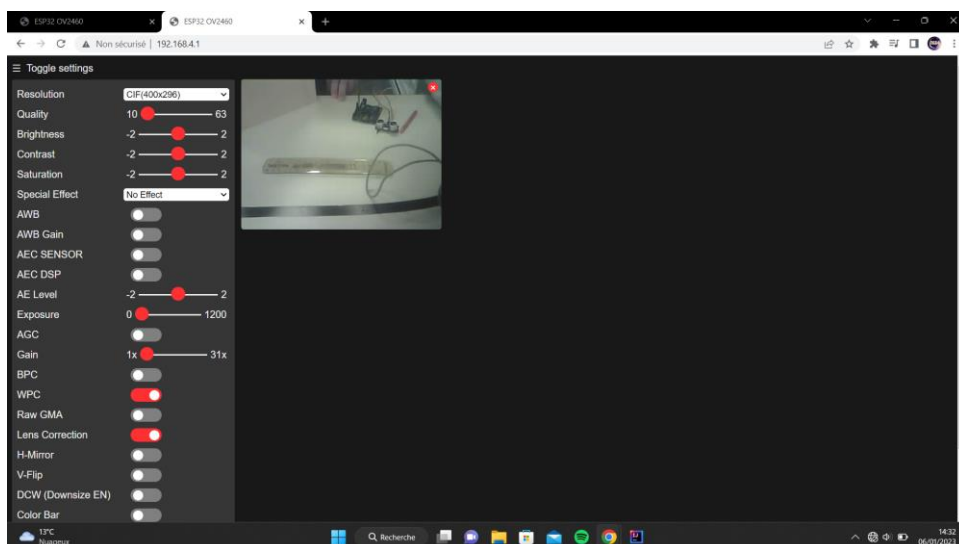 ESP32 OV2460
ESP32 OV2460
Non sécurisé | 192.168.4.1
Toggle settings
Resolution CIF(400x296)
Quality 10 63
Brightness -2 2
Contrast -2 2
Saturation -2 2
Special Effect No Effect
AWB
AWB Gain
AEC SENSOR
AEC DSP
AE Level -2 2
Exposure 0 1200
AGC
Gain 1x 31x
BPC
WPC
Raw GMA
Lens Correction
H-Mirror
V-Flip
DCW (Downsize EN)
Color Bar
13°C
Nuageux
Recherche
14:32
06/01/2023